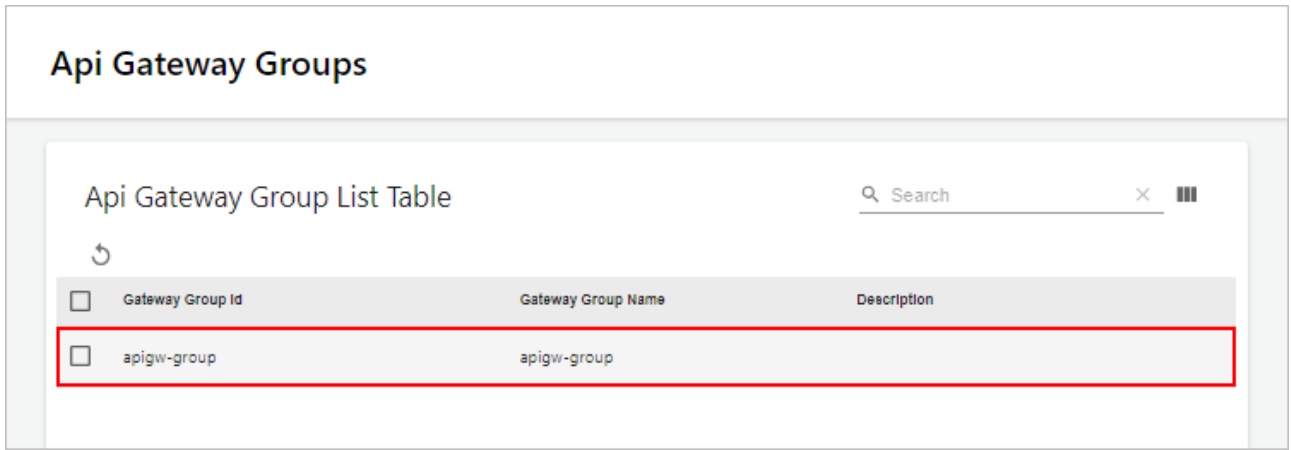 Api Gateway Groups
Api Gateway Group List Table
Search
Gateway Group Id Gateway Group Name Description
apigw-group apigw-group